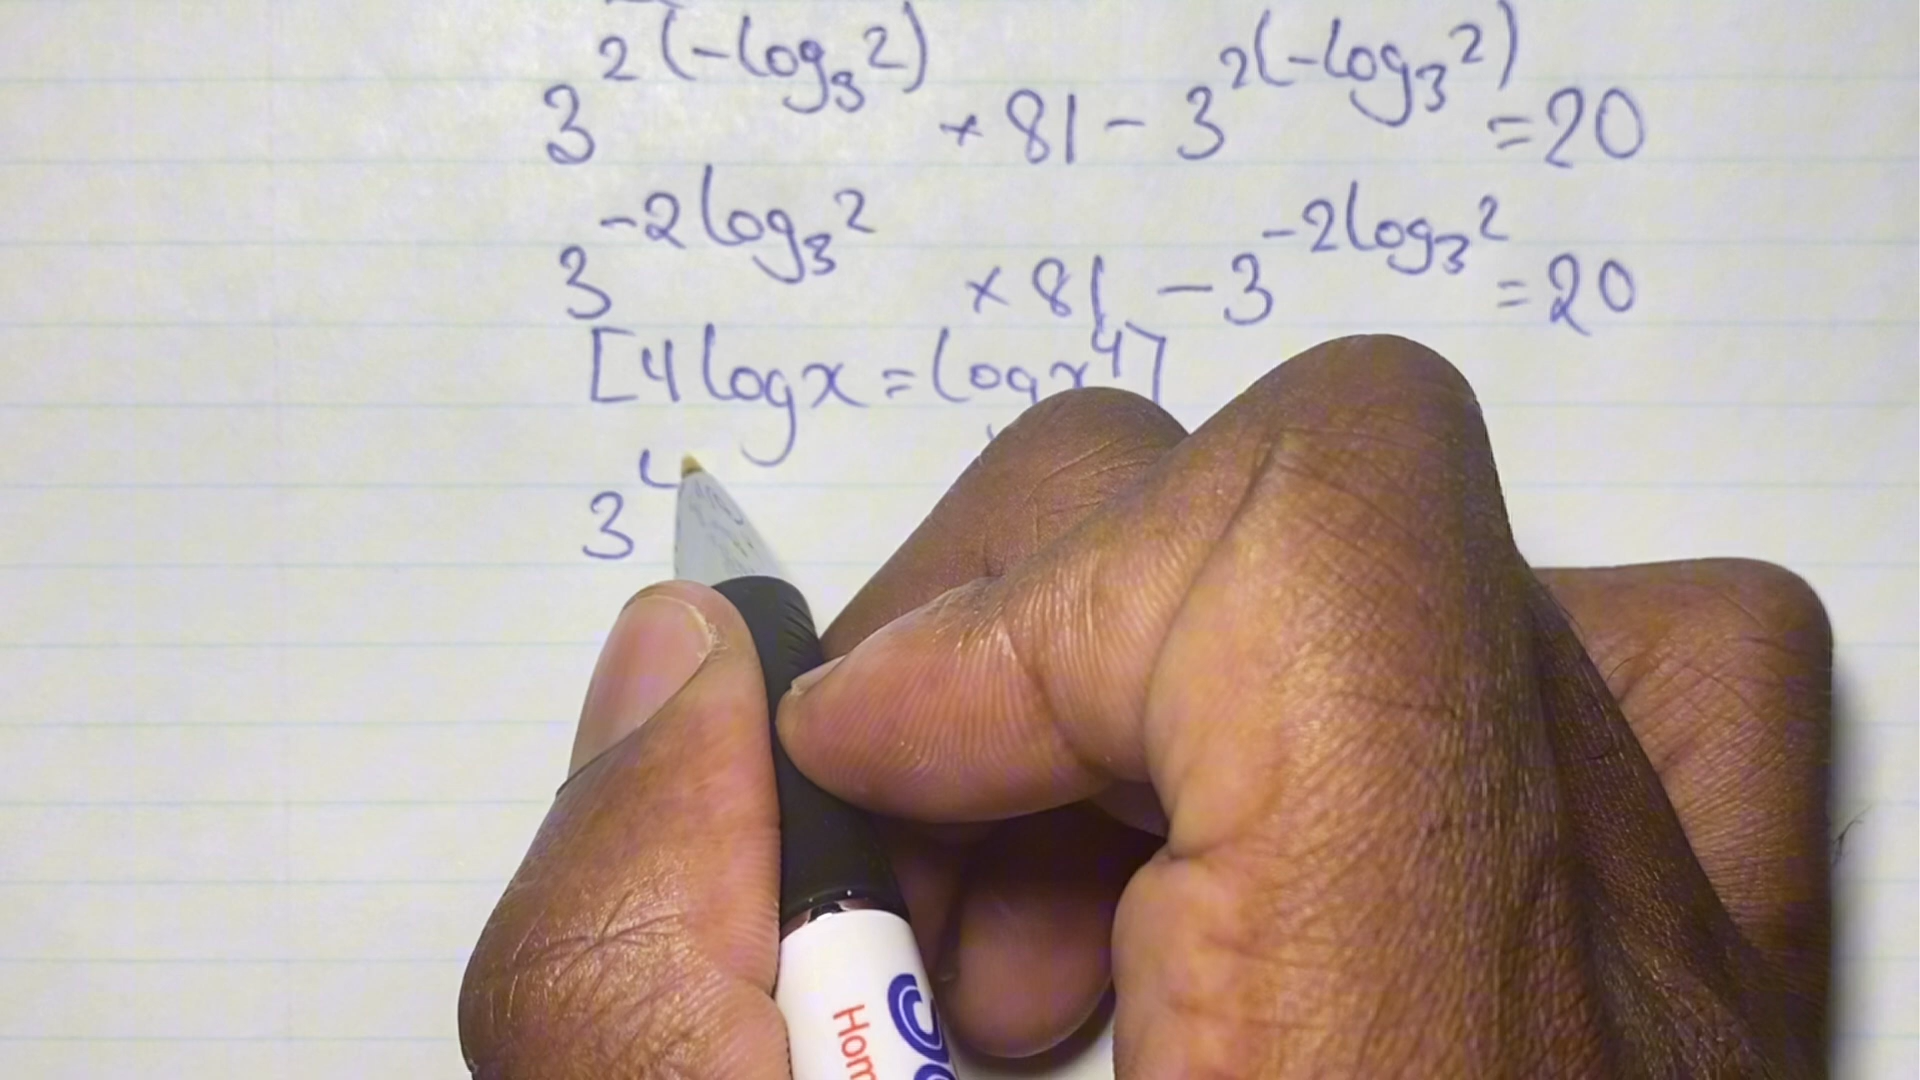 3^{2(-log_3 2)} × 81 - 3^{2(-log_3 2)} = 20
3^{-2log_3 2} × 81 - 3^{-2log_3 2} = 20
[4 log x = log x^4]
3
Hom